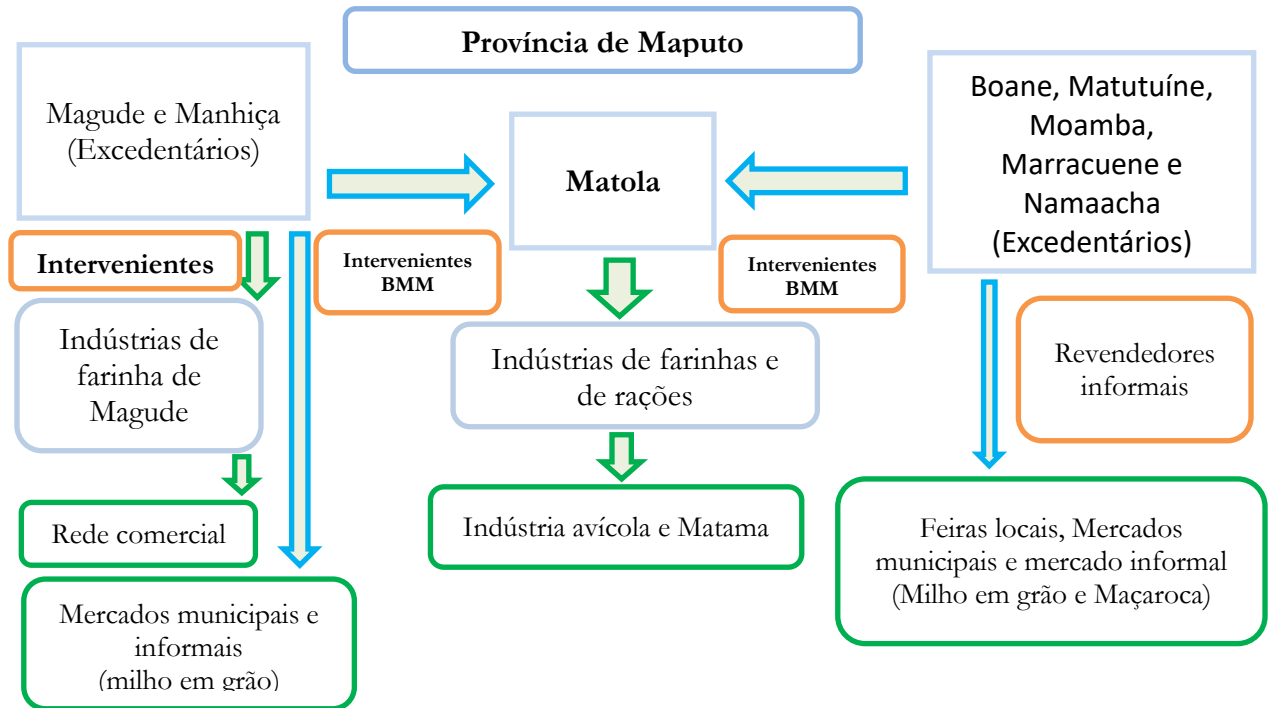 Província de Maputo
Magude e Manhiça
(Excedentários)
Matola
Boane, Matutuíne,
Moamba,
Marracuene e
Namaacha
(Excedentários)
Intervenientes
Intervenientes
BMM
Intervenientes
BMM
Indústrias de
farinha de
Magude
Indústrias de farinhas e
de rações
Revendedores
informais
Rede comercial
Indústria avícola e Matama
Feiras locais, Mercados
municipais e mercado informal
(Milho em grão e Maçaroca)
Mercados municipais e
informais
(milho em grão)